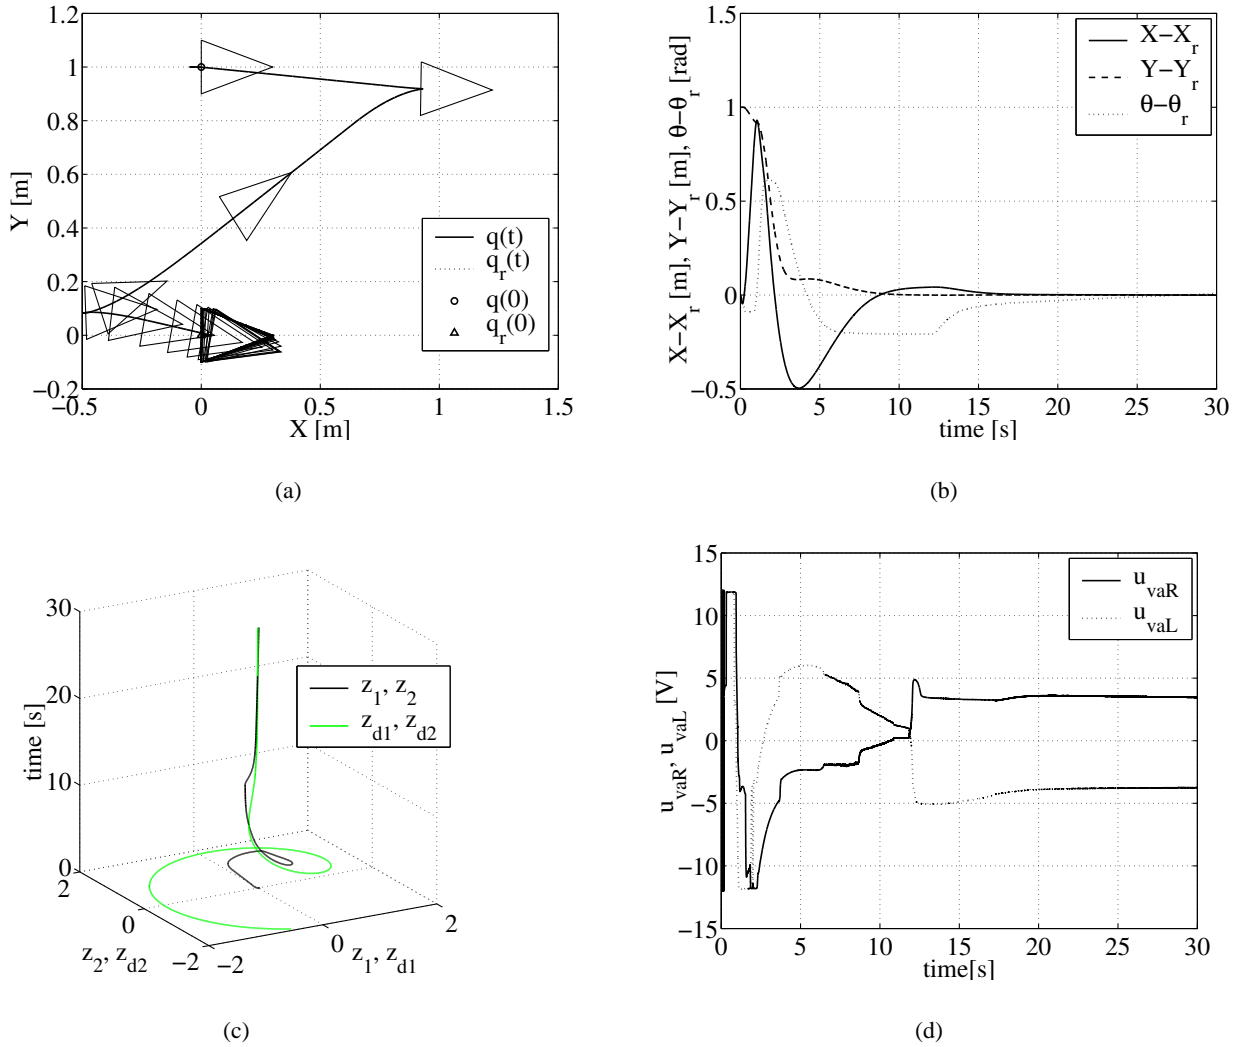 1.2
1
0.8
0.6
0.4
0.2
0
−0.2
−0.5
0
0.5
1
1.5
X [m]
Y [m]
q(t)
q_r(t)
q(0)
q_r(0)
(a)
1.5
1
0.5
0
−0.5
0
5
10
15
20
25
30
time [s]
X−X_r [m], Y−Y_r [m], θ−θ_r [rad]
X−X_r
Y−Y_r
θ−θ_r
(b)
30
20
10
0
time [s]
2
0
−2
z_2, z_d2
−2
0
2
z_1, z_d1
z_1, z_2
z_d1, z_d2
(c)
15
10
5
0
−5
−10
−15
0
5
10
15
20
25
30
time[s]
u_vaR, u_vaL [V]
u_vaR
u_vaL
(d)